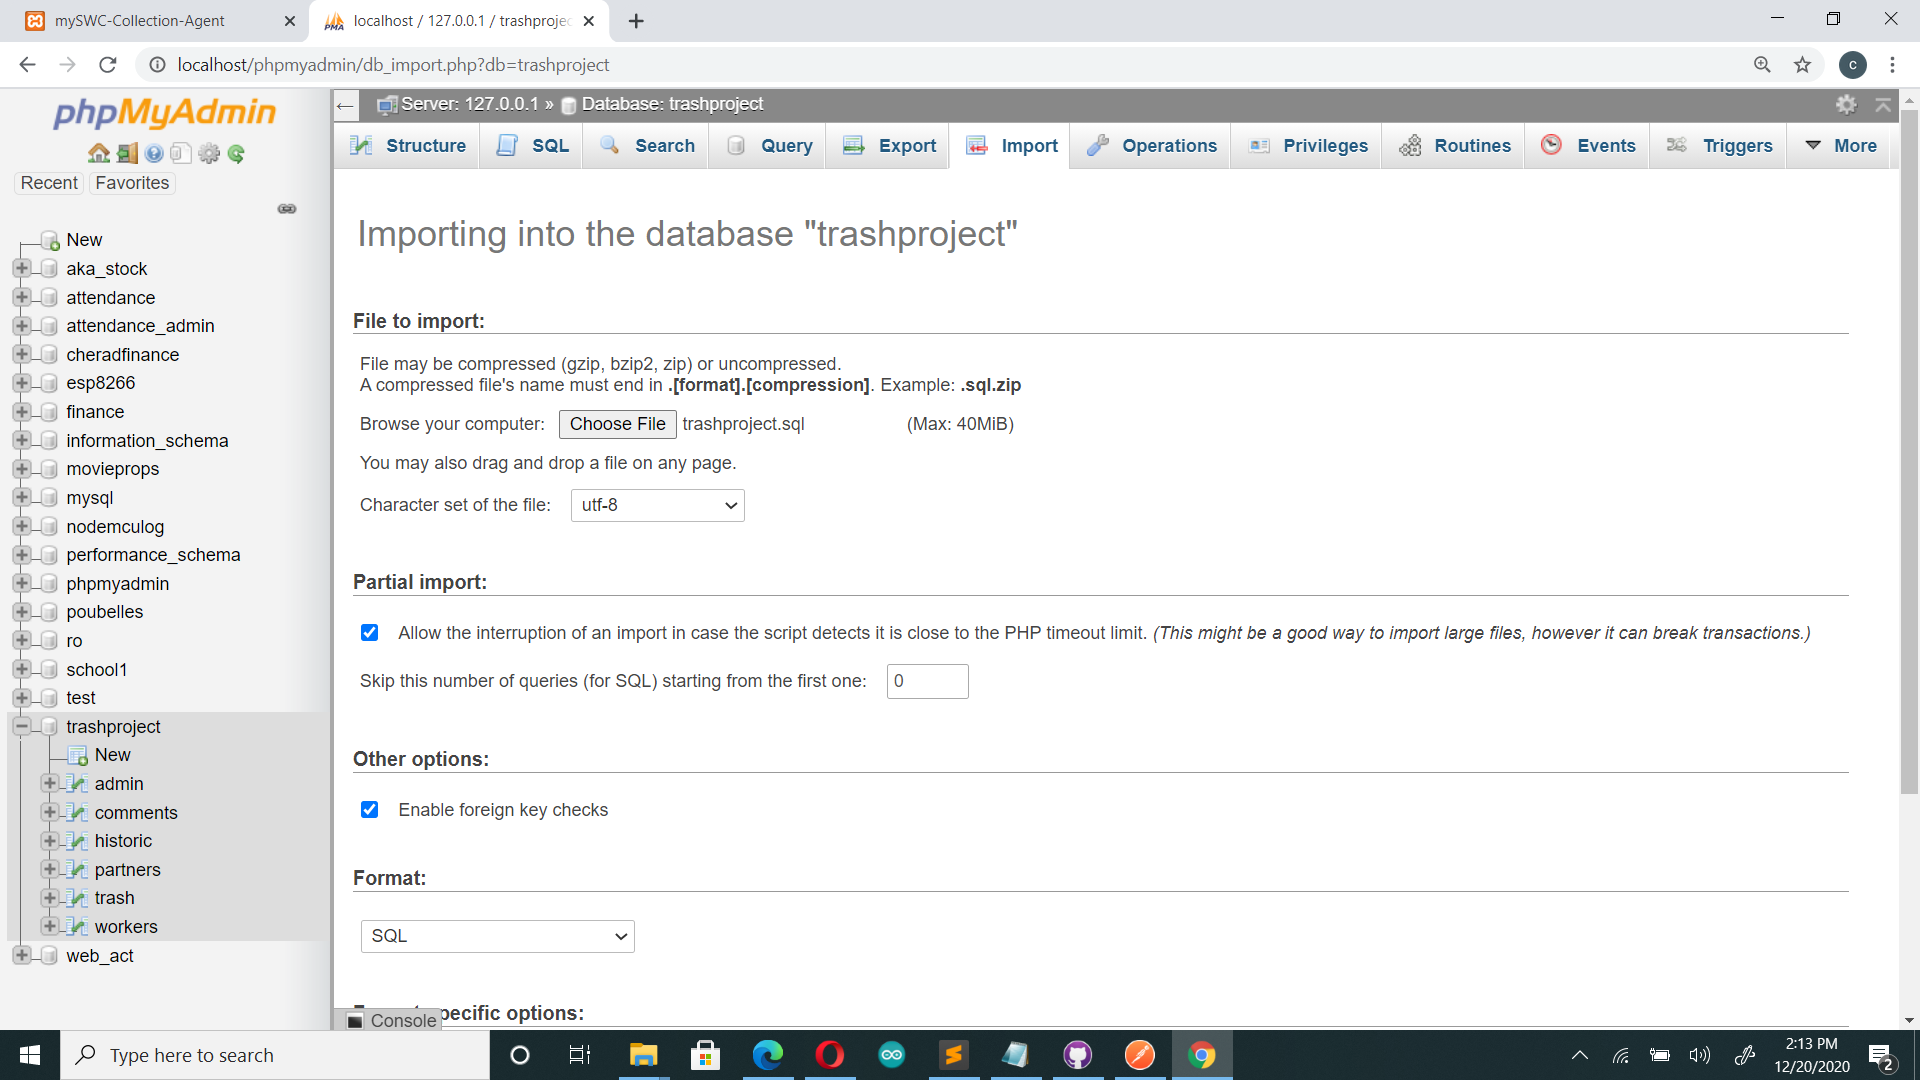 mySWC-Collection-Agent
localhost / 127.0.0.1 / trashprojec
localhost/phpmyadmin/db_import.php?db=trashproject
c
phpMyAdmin
Recent
Favorites
New
aka_stock
attendance
attendance_admin
cheradfinance
esp8266
finance
information_schema
movieprops
mysql
nodemculog
performance_schema
phpmyadmin
poubelles
ro
school1
test
trashproject
New
admin
comments
historic
partners
trash
workers
web_act
Server: 127.0.0.1 » Database: trashproject
Structure SQL Search Query Export Import Operations Privileges Routines Events Triggers More
Importing into the database "trashproject"
File to import:
File may be compressed (gzip, bzip2, zip) or uncompressed.
A compressed file's name must end in .[format].[compression]. Example: .sql.zip
Browse your computer: Choose File trashproject.sql (Max: 40MiB)
You may also drag and drop a file on any page.
Character set of the file: utf-8
Partial import:
Allow the interruption of an import in case the script detects it is close to the PHP timeout limit. (This might be a good way to import large files, however it can break transactions.)
Skip this number of queries (for SQL) starting from the first one: 0
Other options:
Enable foreign key checks
Format:
SQL
pecific options:
Console
Type here to search
2:13 PM
12/20/2020
2